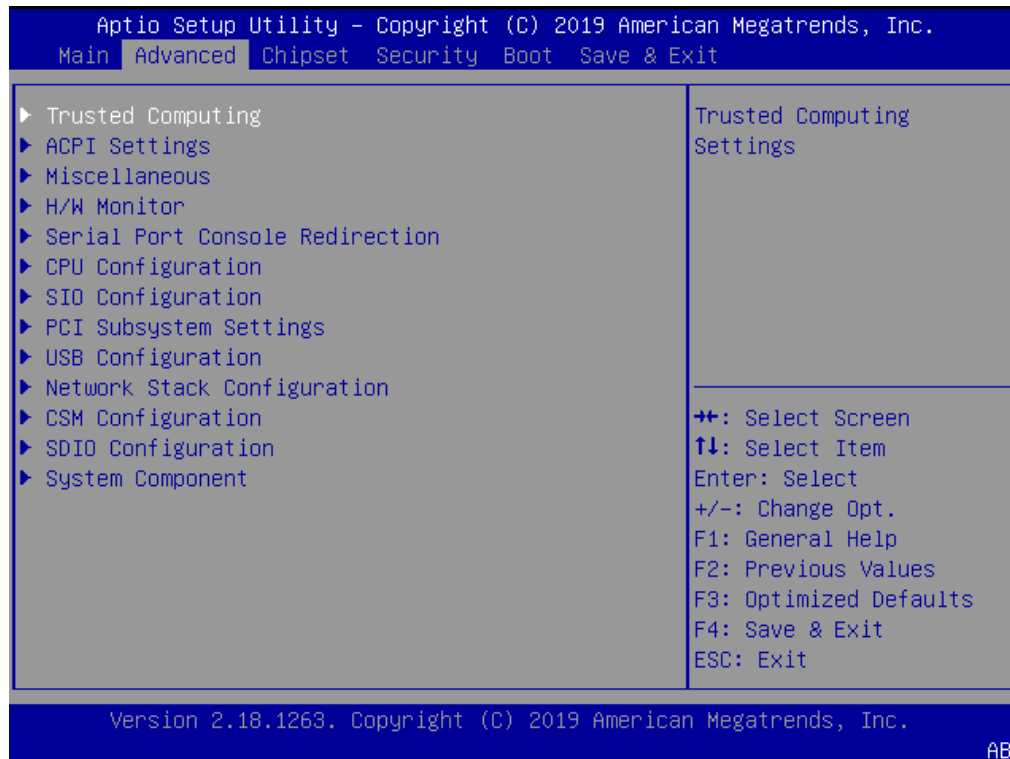 Aptio Setup Utility – Copyright (C) 2019 American Megatrends, Inc.
Main Advanced Chipset Security Boot Save & Exit
Trusted Computing
ACPI Settings
Miscellaneous
H/W Monitor
Serial Port Console Redirection
CPU Configuration
SIO Configuration
PCI Subsystem Settings
USB Configuration
Network Stack Configuration
CSM Configuration
SDIO Configuration
System Component
Trusted Computing
Settings
→←: Select Screen
↑↓: Select Item
Enter: Select
+/-: Change Opt.
F1: General Help
F2: Previous Values
F3: Optimized Defaults
F4: Save & Exit
ESC: Exit
Version 2.18.1263. Copyright (C) 2019 American Megatrends, Inc.
AB